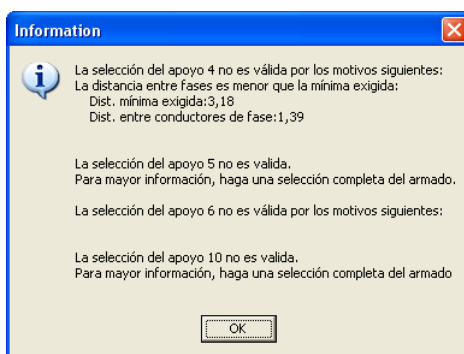 Information
La selección del apoyo 4 no es válida por los motivos siguientes:
La distancia entre fases es menor que la mínima exigida:
Dist. mínima exigida:3,18
Dist. entre conductores de fase:1,39
La selección del apoyo 5 no es valida.
Para mayor información, haga una selección completa del armado.
La selección del apoyo 6 no es válida por los motivos siguientes:
La selección del apoyo 10 no es valida.
Para mayor información, haga una selección completa del armado
OK